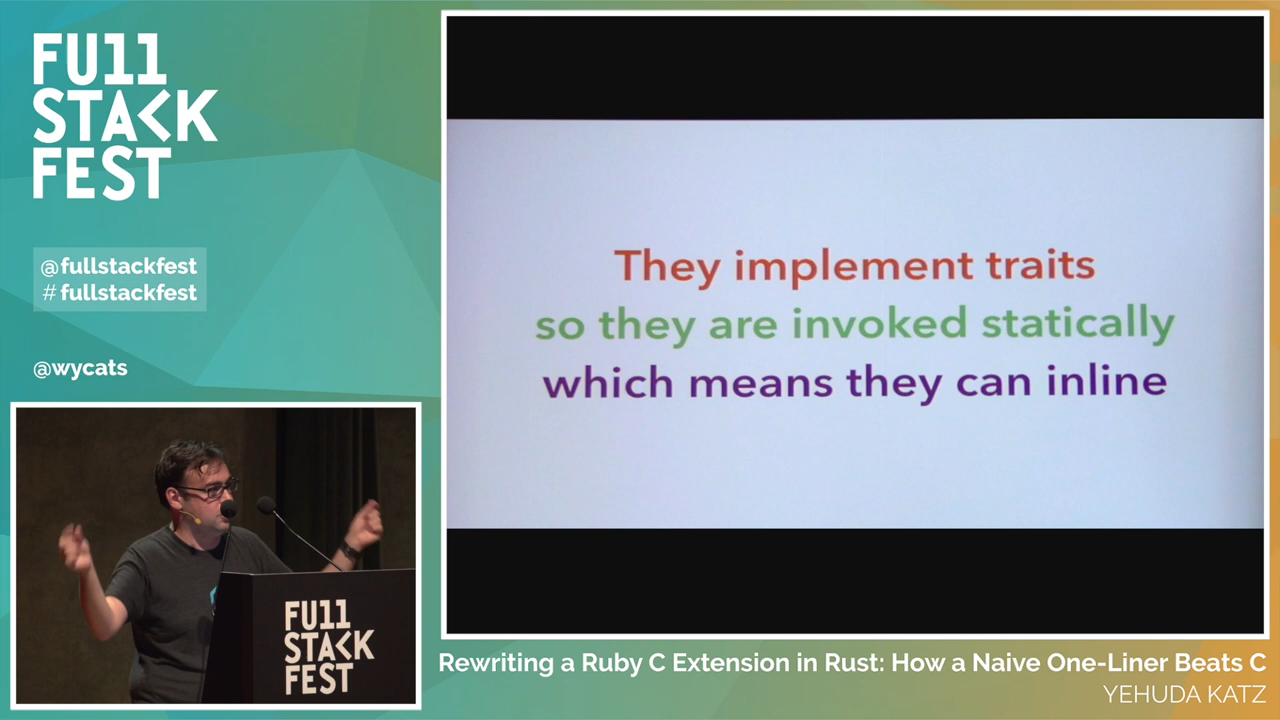 FU11
STACK
FEST
@fullstackfest
# fullstackfest
@wycats
They implement traits
so they are invoked statically
which means they can inline
FU11
STACK
FEST
Rewriting a Ruby C Extension in Rust: How a Naive One-Liner Beats C
YEHUDA KATZ